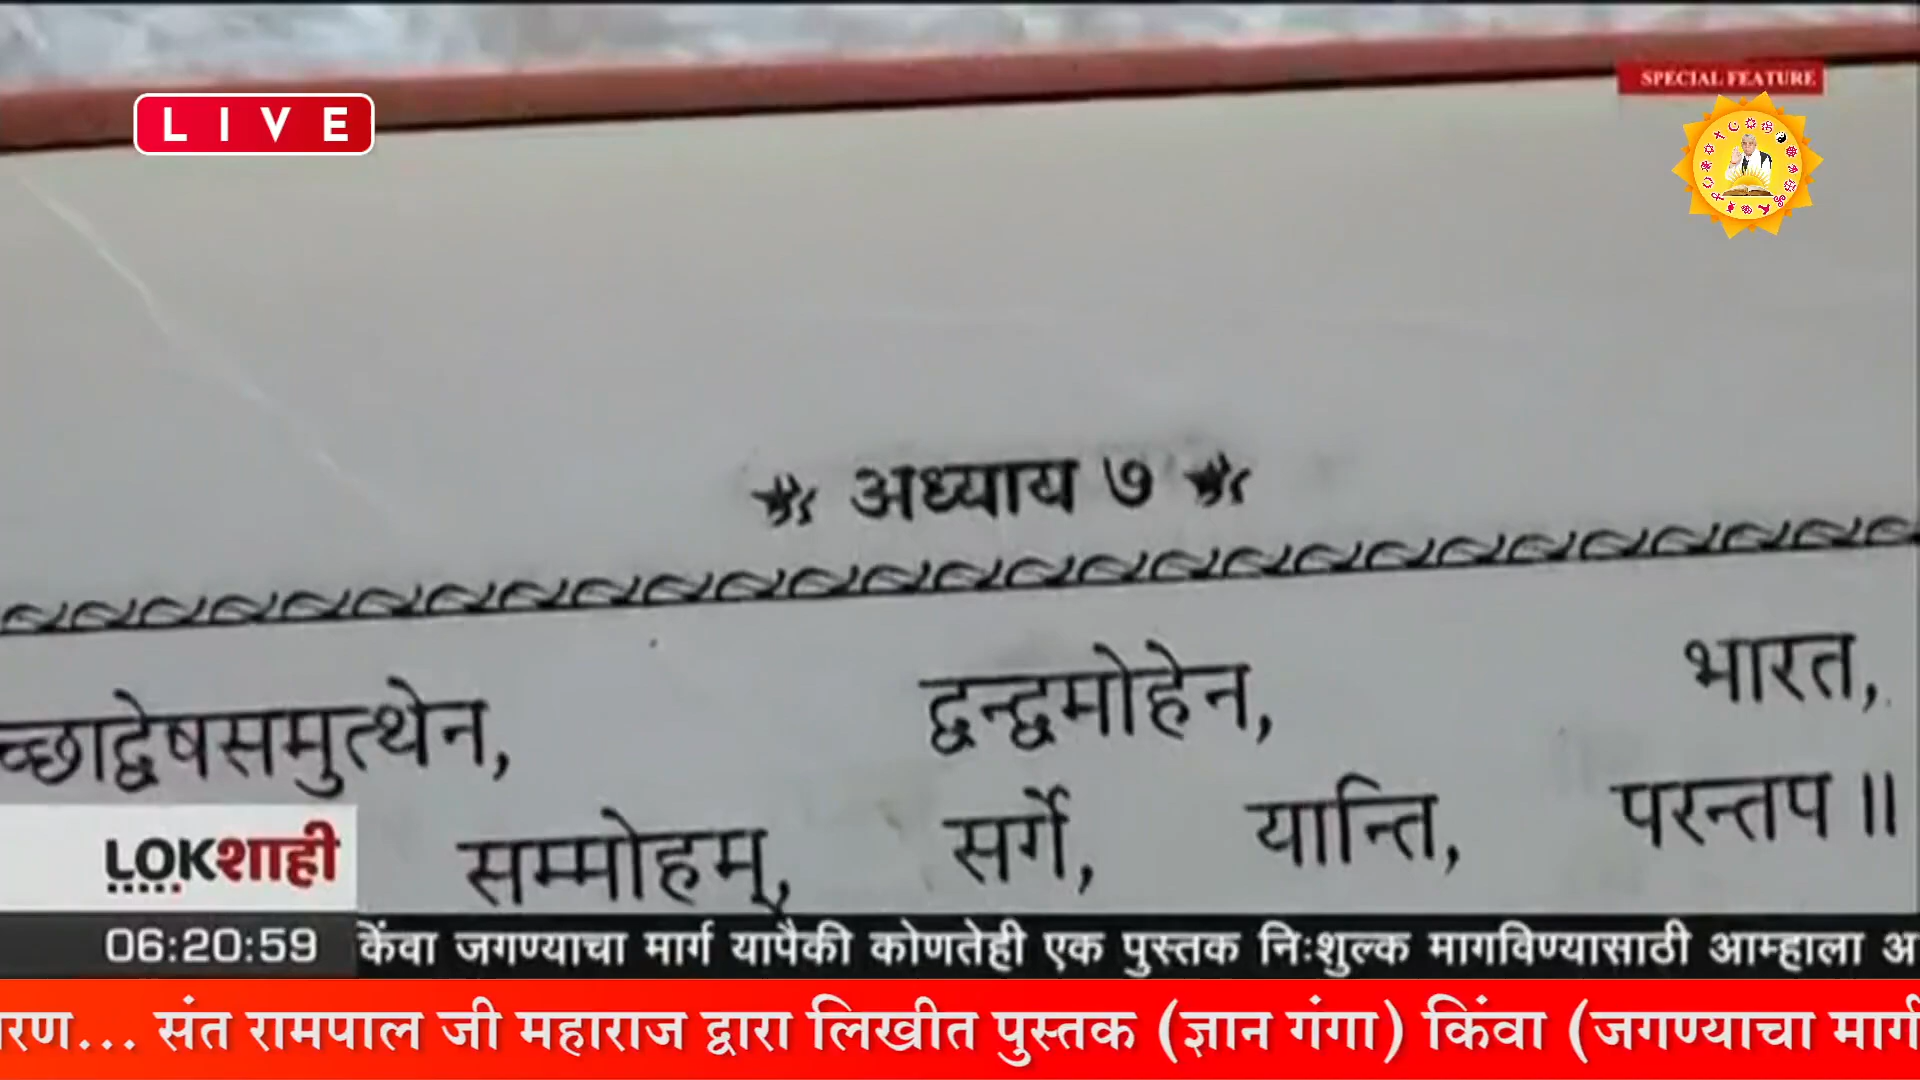 SPECIAL FEATURE
LIVE
अध्याय ७
च्छाद्वेषसमुत्थेन, द्वन्द्वमोहेन, भारत,
सम्मोहम्, सर्गे, यान्ति, परन्तप ॥
LOKशाही
06:20:59 केंवा जगण्याचा मार्ग यापैकी कोणतेही एक पुस्तक निःशुल्क मागविण्यासाठी आम्हाला अ
रण... संत रामपाल जी महाराज द्वारा लिखीत पुस्तक (ज्ञान गंगा) किंवा (जगण्याचा मार्ग